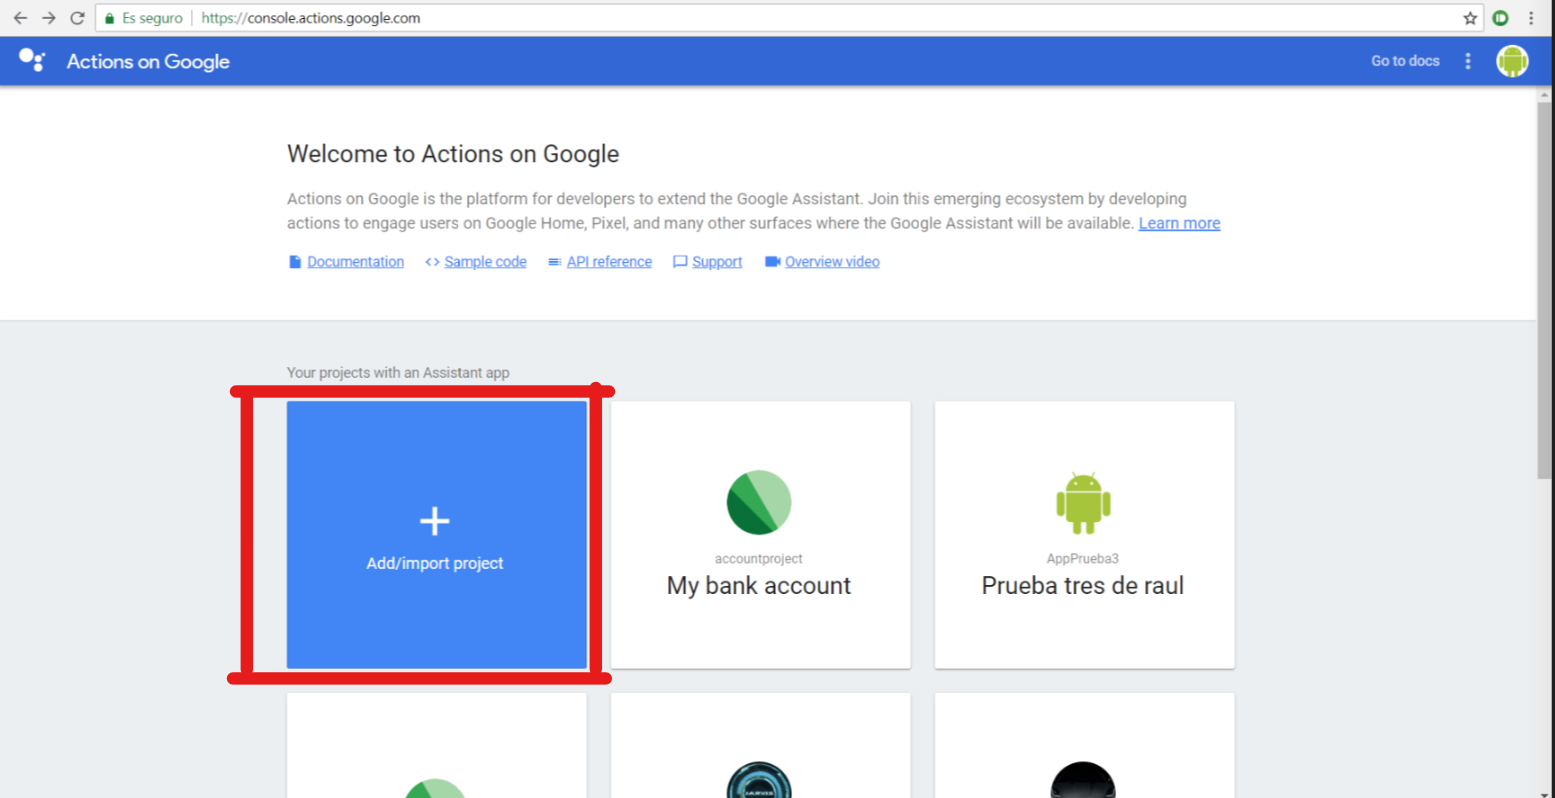 Es seguro
https://console.actions.google.com
Actions on Google
Go to docs
Welcome to Actions on Google
Actions on Google is the platform for developers to extend the Google Assistant. Join this emerging ecosystem by developing
actions to engage users on Google Home, Pixel, and many other surfaces where the Google Assistant will be available. Learn more
Documentation
Sample code
API reference
Support
Overview video
Your projects with an Assistant app
Add/import project
accountproject
My bank account
AppPrueba3
Prueba tres de raul
JARVIS